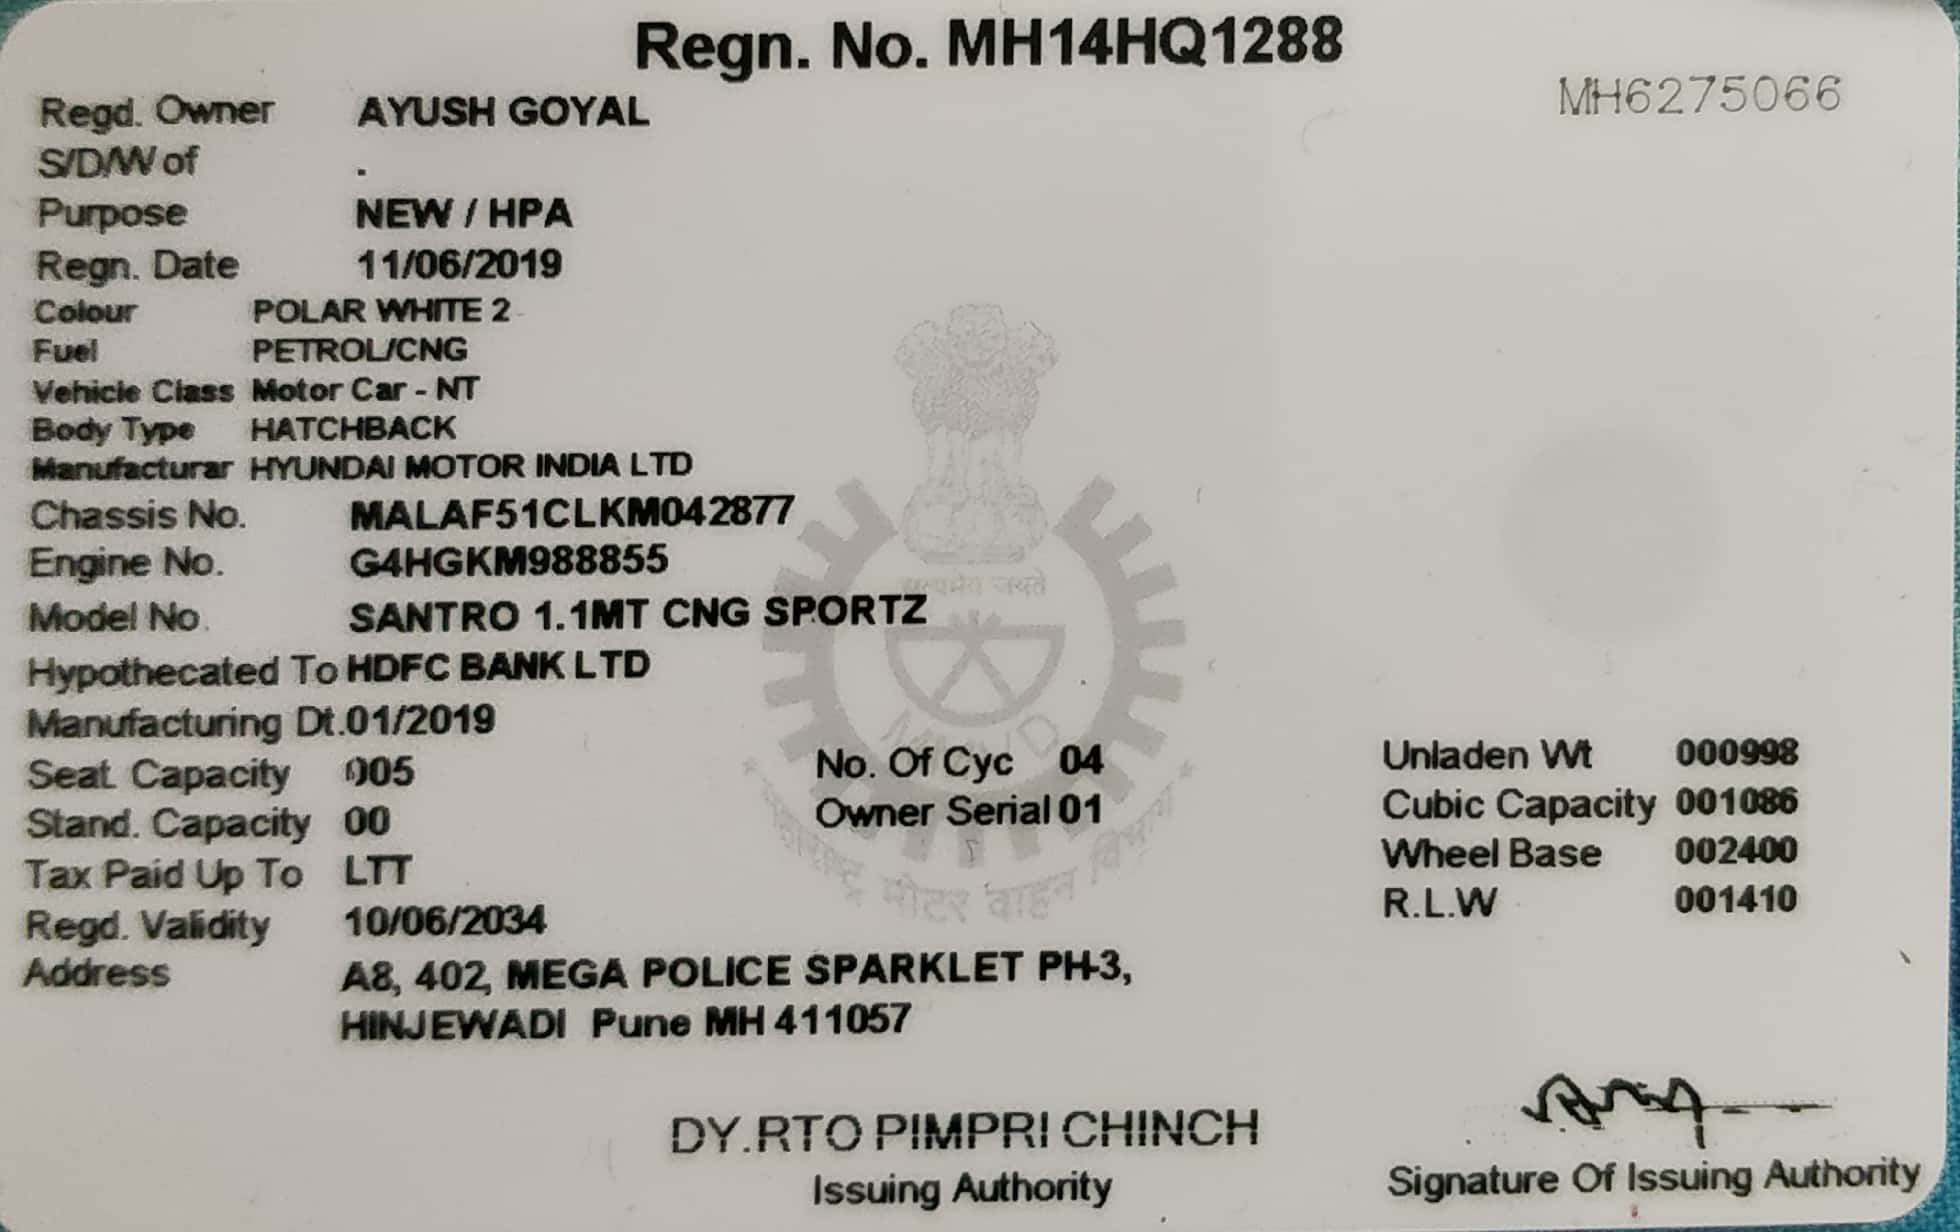 Regn. No. MH14HQ1288
MH6275066
Regd. Owner AYUSH GOYAL
S/D/W of .
Purpose NEW / HPA
Regn. Date 11/06/2019
Colour POLAR WHITE 2
Fuel PETROL/CNG
Vehicle Class Motor Car - NT
Body Type HATCHBACK
Manufacturar HYUNDAI MOTOR INDIA LTD
Chassis No. MALAF51CLKM042877
Engine No. G4HGKM988855
Model No. SANTRO 1.1MT CNG SPORTZ
Hypothecated To HDFC BANK LTD
Manufacturing Dt. 01/2019
Seat. Capacity 005 No. Of Cyc 04 Unladen Wt 000998
Stand. Capacity 00 Owner Serial 01 Cubic Capacity 001086
Tax Paid Up To LTT Wheel Base 002400
Regd. Validity 10/06/2034 R.L.W 001410
Address A8, 402, MEGA POLICE SPARKLET PH-3,
HINJEWADI Pune MH 411057
सत्यमेव जयते
मोटर वाहन
DY.RTO PIMPRI CHINCH
Issuing Authority
Signature Of Issuing Authority